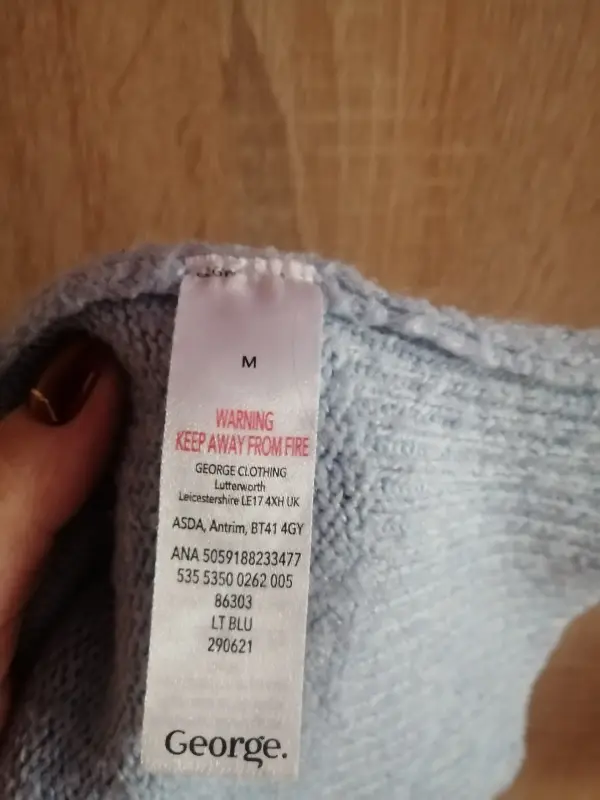 M
WARNING
KEEP AWAY FROM FIRE
GEORGE CLOTHING
Lutterworth
Leicestershire LE17 4XH UK
ASDA, Antrim, BT41 4GY
ANA 5059188233477
535 5350 0262 005
86303
LT BLU
290621
George.